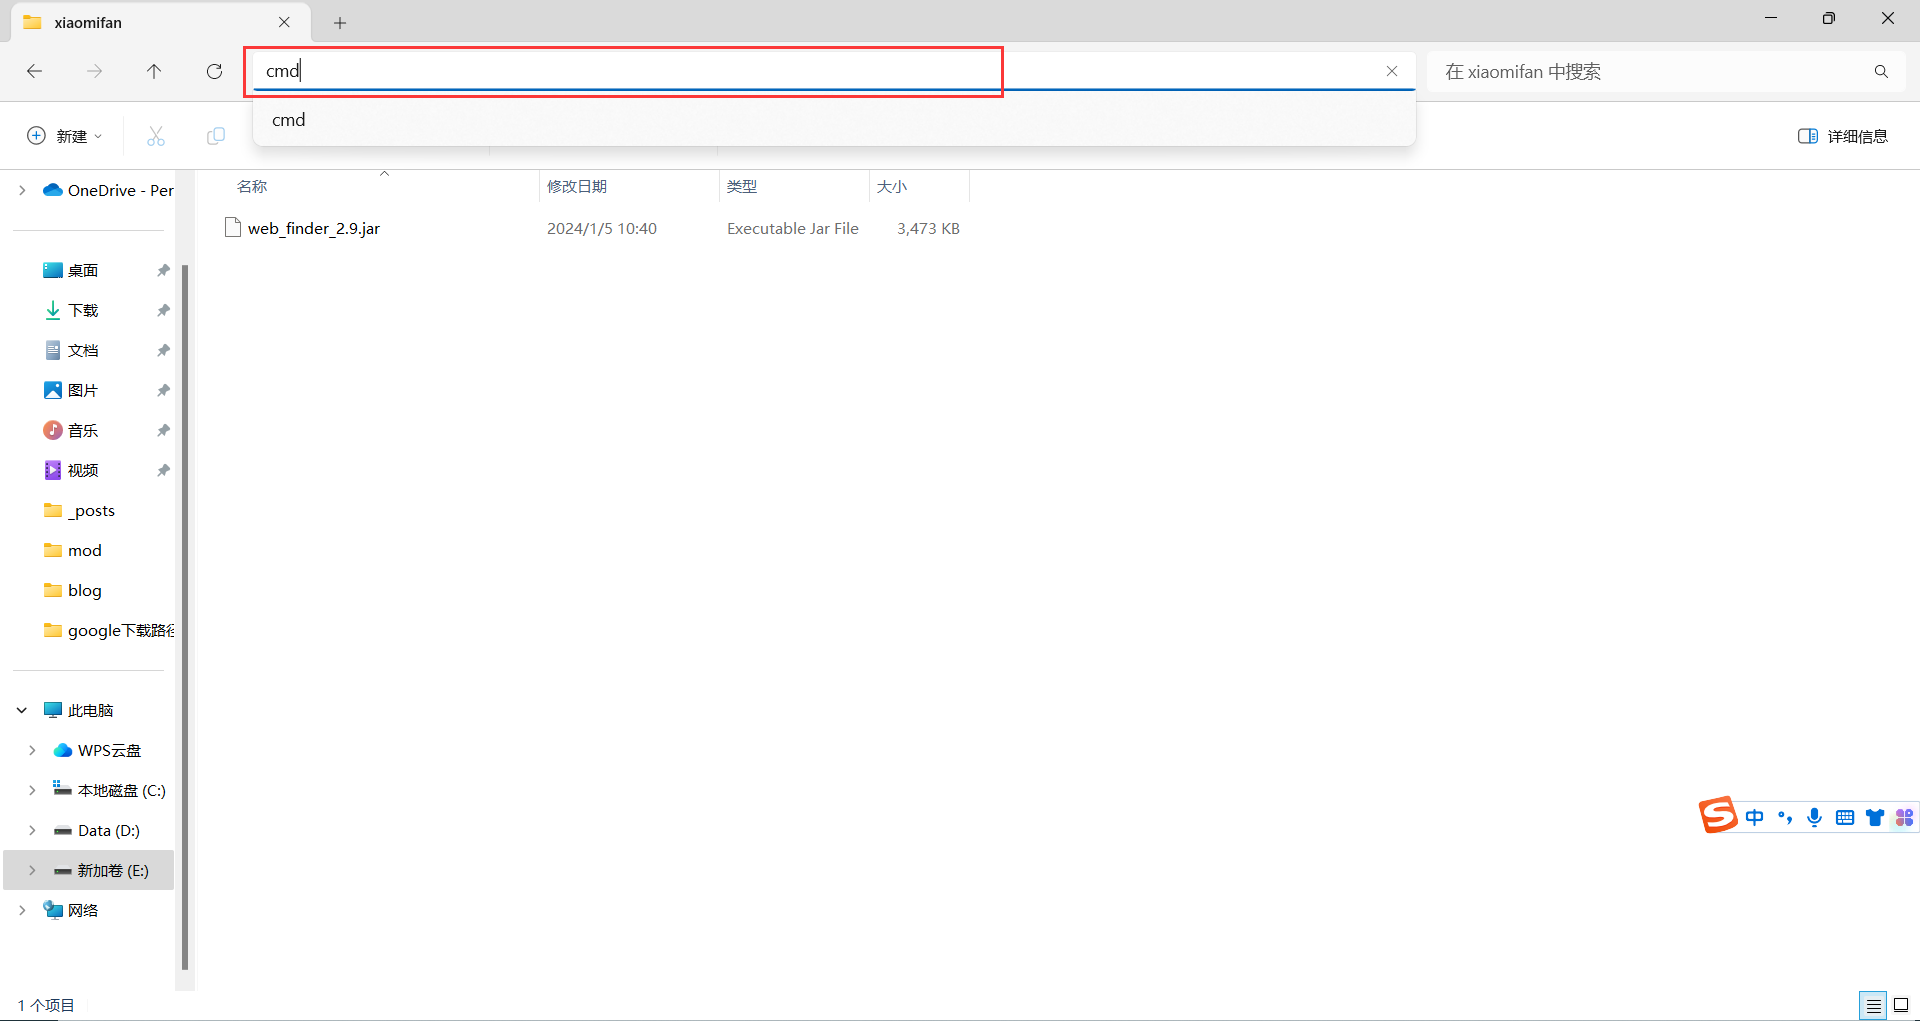 xiaomifan
cmd
在 xiaomifan 中搜索
cmd
新建
详细信息
OneDrive - Per
名称
修改日期
类型
大小
web_finder_2.9.jar
2024/1/5 10:40
Executable Jar File
3,473 KB
桌面
下载
文档
图片
音乐
视频
_posts
mod
blog
google下载路径
此电脑
WPS云盘
本地磁盘 (C:)
Data (D:)
新加卷 (E:)
网络
中
1 个项目